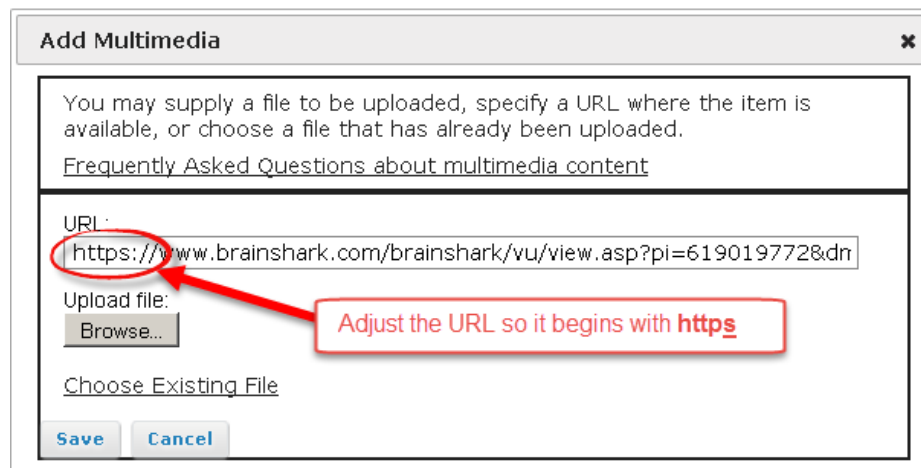 Add Multimedia
You may supply a file to be uploaded, specify a URL where the item is
available, or choose a file that has already been uploaded.
Frequently Asked Questions about multimedia content
URL:
https://www.brainshark.com/brainshark/vu/view.asp?pi=619019772&dm
Upload file:
Browse...
Adjust the URL so it begins with https
Choose Existing File
Save Cancel